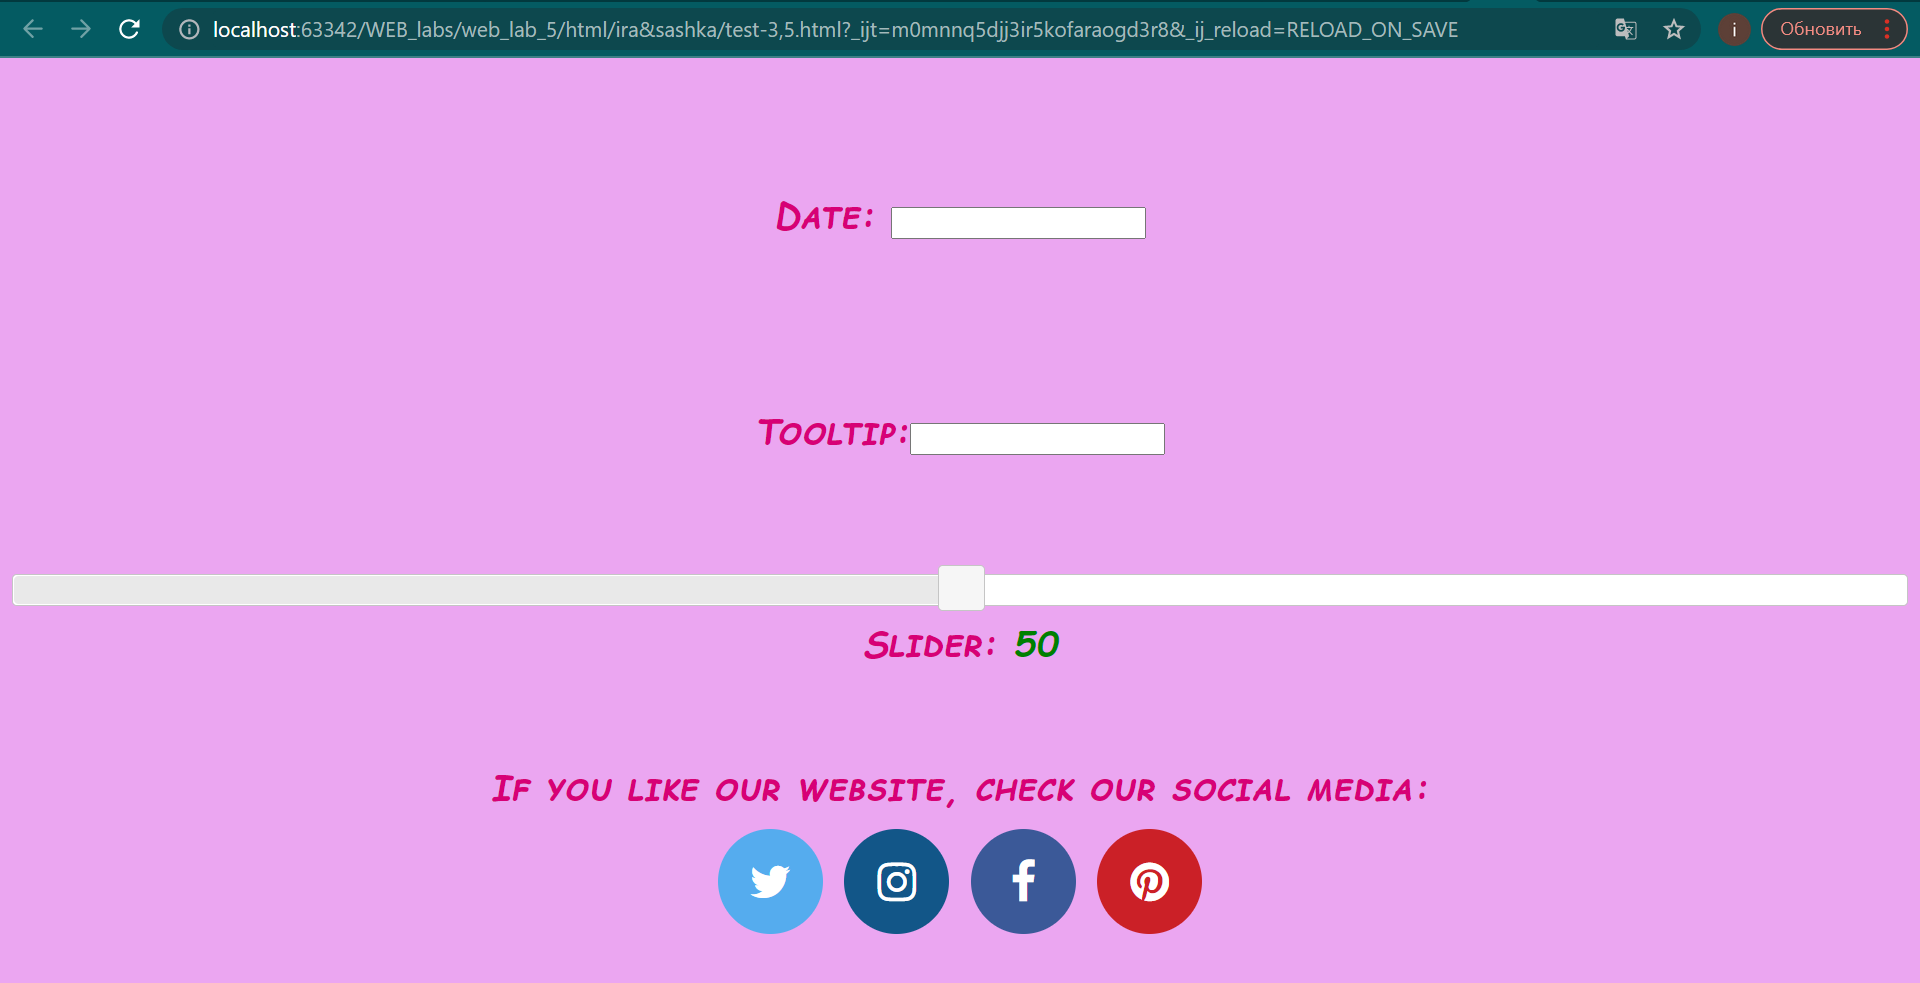 localhost:63342/WEB_labs/web_lab_5/html/ira&sashka/test-3,5.html?_ijt=m0mnnq5djj3ir5kofaraogd3r8&_ij_reload=RELOAD_ON_SAVE
i
Обновить
Date:
Tooltip:
Slider: 50
If you like our website, check our social media: